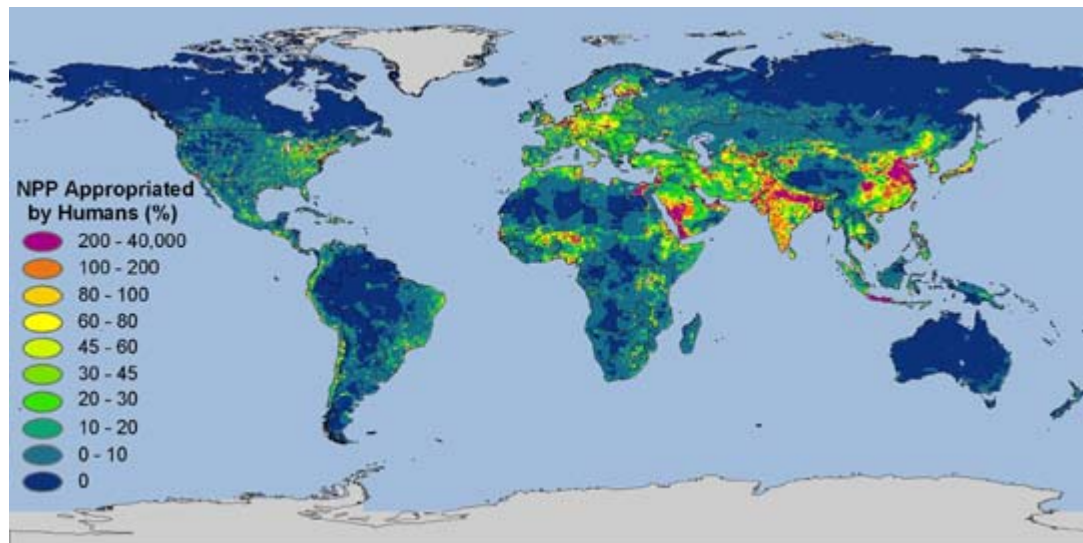 NPP Appropriated
by Humans (%)
200 - 40,000
100 - 200
80 - 100
60 - 80
45 - 60
30 - 45
20 - 30
10 - 20
0 - 10
0